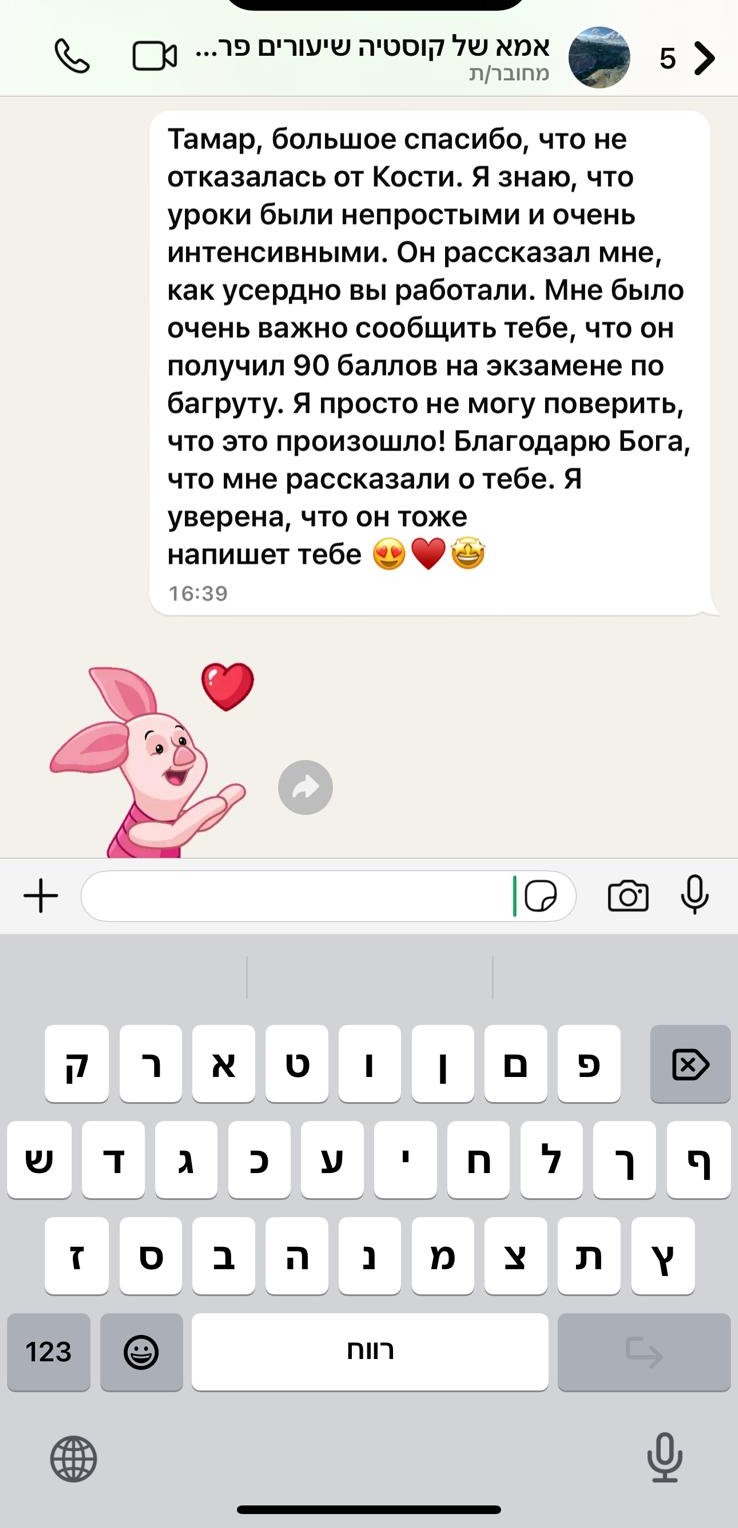 אמא של קוסטיה שיעורים פר...
מחובר/ת
5
Тамар, большое спасибо, что не
отказалась от Кости. Я знаю, что
уроки были непростыми и очень
интенсивными. Он рассказал мне,
как усердно вы работали. Мне было
очень важно сообщить тебе, что он
получил 90 баллов на экзамене по
багруту. Я просто не могу поверить,
что это произошло! Благодарю Бога,
что мне рассказали о тебе. Я
уверена, что он тоже
напишет тебе 😍♥️🤩
16:39
ק ר א ט ו ן ם פ
ש ד ג כ ע י ח ל ך ף
ז ס ב ה נ מ צ ת ץ
123 רווח